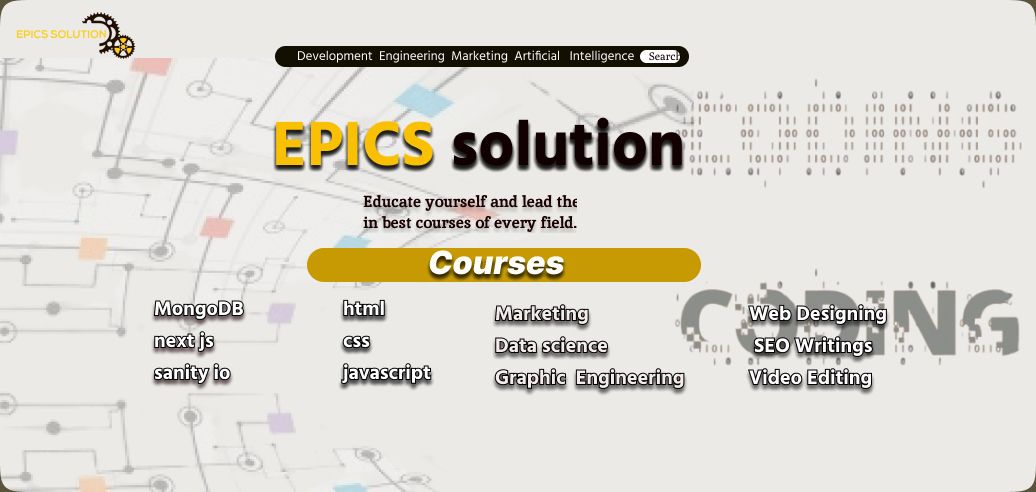 EPICS SOLUTION
Development Engineering Marketing Artificial Intelligence Search
EPICS solution
Educate yourself and lead the
in best courses of every field.
Courses
MongoDB
next js
sanity io
html
css
javascript
Marketing
Data science
Graphic Engineering
Web Designing
SEO Writings
Video Editing
CODING